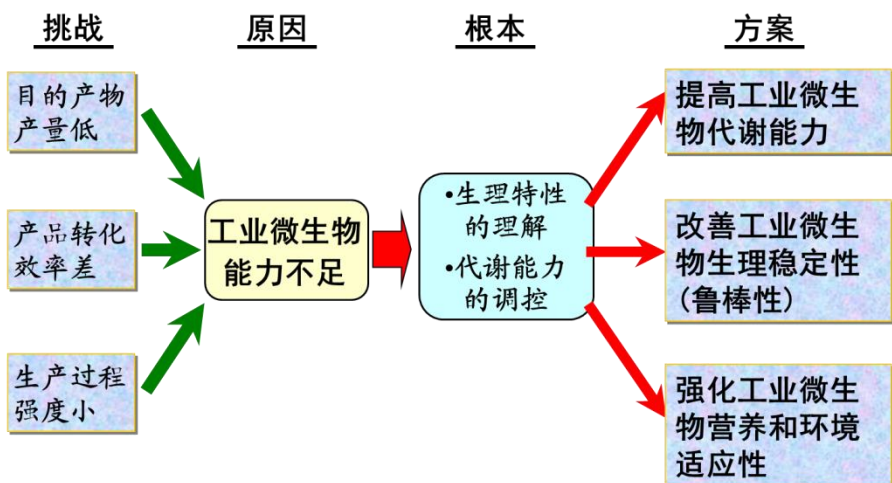 挑战
原因
根本
方案
目的产物
产量低
产品转化
效率差
生产过程
强度小
工业微生物
能力不足
•生理特性
的理解
•代谢能力
的调控
提高工业微生
物代谢能力
改善工业微生
物生理稳定性
(鲁棒性)
强化工业微生
物营养和环境
适应性